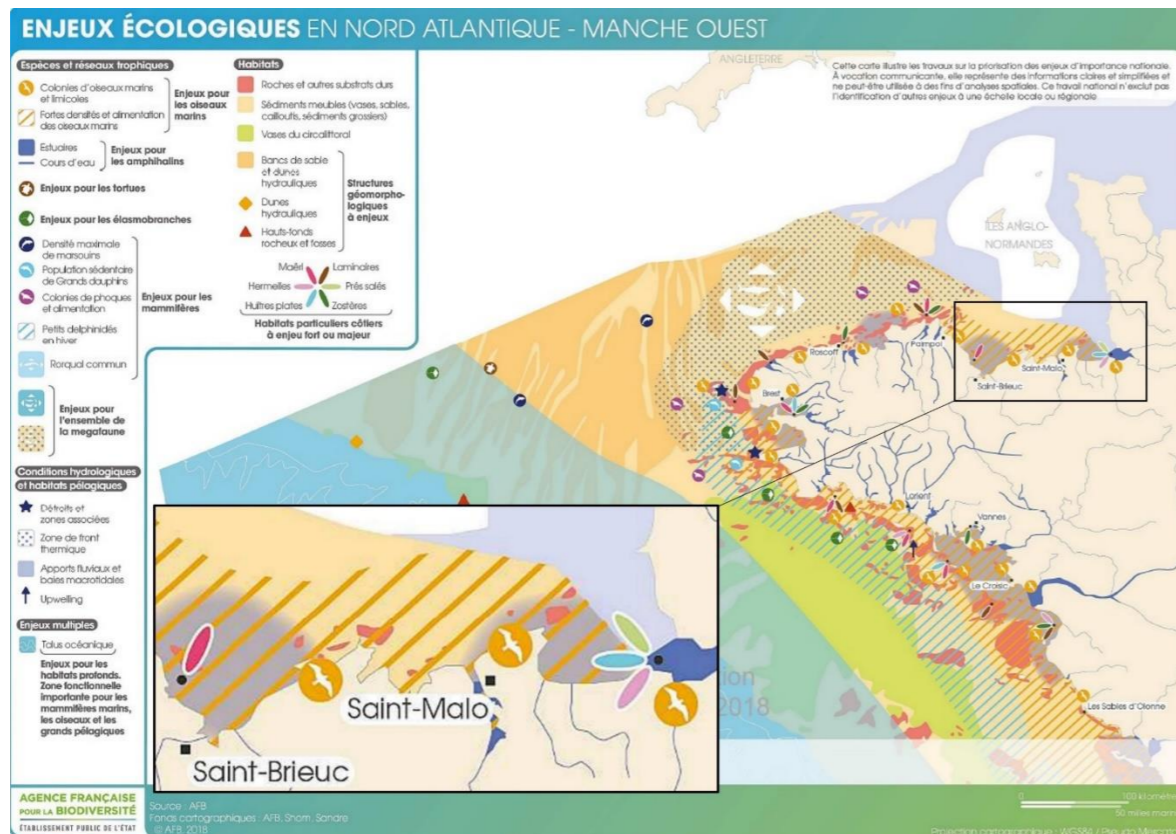 ENJEUX ÉCOLOGIQUES EN NORD ATLANTIQUE - MANCHE OUEST
Espèces et réseaux trophiques
Colonies d'oiseaux marins
et limicoles
Fortes densités et alimentation
des oiseaux marins
Enjeux pour
les oiseaux
marins
Estuaires
Cours d'eau
Enjeux pour
les amphihalins
Enjeux pour les tortues
Enjeux pour les élasmobranches
Densité maximale
de marsouins
Population sédentaire
de Grands dauphins
Colonies de phoques
et alimentation
Petits delphinidés
en hiver
Rorqual commun
Enjeux pour les
mammifères
Enjeux pour
l'ensemble de
la megafaune
Conditions hydrologiques
et habitats pélagiques
Détroits et
zones associées
Zone de front
thermique
Apports fluviaux et
baies macrotidales
Upwelling
Enjeux multiples
Talus océanique
Enjeux pour les
habitats profonds.
Zone fonctionnelle
importante pour les
mammifères marins,
les oiseaux et les
grands pélagiques
Habitats
Roches et autres substrats durs
Sédiments meubles (vases, sables,
cailloutis, sédiments grossiers)
Vases du circalittoral
Bancs de sable
et dunes
hydrauliques
Dunes
hydrauliques
Hauts-fonds
rocheux et fosses
Structures
géomorpho-
logiques
à enjeu
Maërl
Laminaires
Hermelles
Prés salés
Huîtres plates
Zostères
Habitats particuliers côtiers
à enjeu fort ou majeur
Cette carte illustre les travaux sur la priorisation des enjeux d'importance nationale.
À vocation communicante, elle représente des informations claires et simplifiées et
ne peut-être utilisée à des fins d'analyses spatiales. Ce travail national n'exclut pas
l'identification d'autres enjeux à une échelle locale ou régionale
ANGLETERRE
ILES ANGLO-
NORMANDES
Roscoff
Paimpol
Saint-Malo
Saint-Brieuc
Brest
Lorient
Vannes
Le Croisic
Les Sables d'Olonne
Saint-Malo
Saint-Brieuc
2018
AGENCE FRANÇAISE
POUR LA BIODIVERSITÉ
ÉTABLISSEMENT PUBLIC DE L'ÉTAT
Source : AFB
Fonds cartographiques : AFB, Shom, Sandre
© AFB, 2018
0 100 kilomètres
50 milles marins
Projection cartographique : WGS84 / Pseudo Mercator